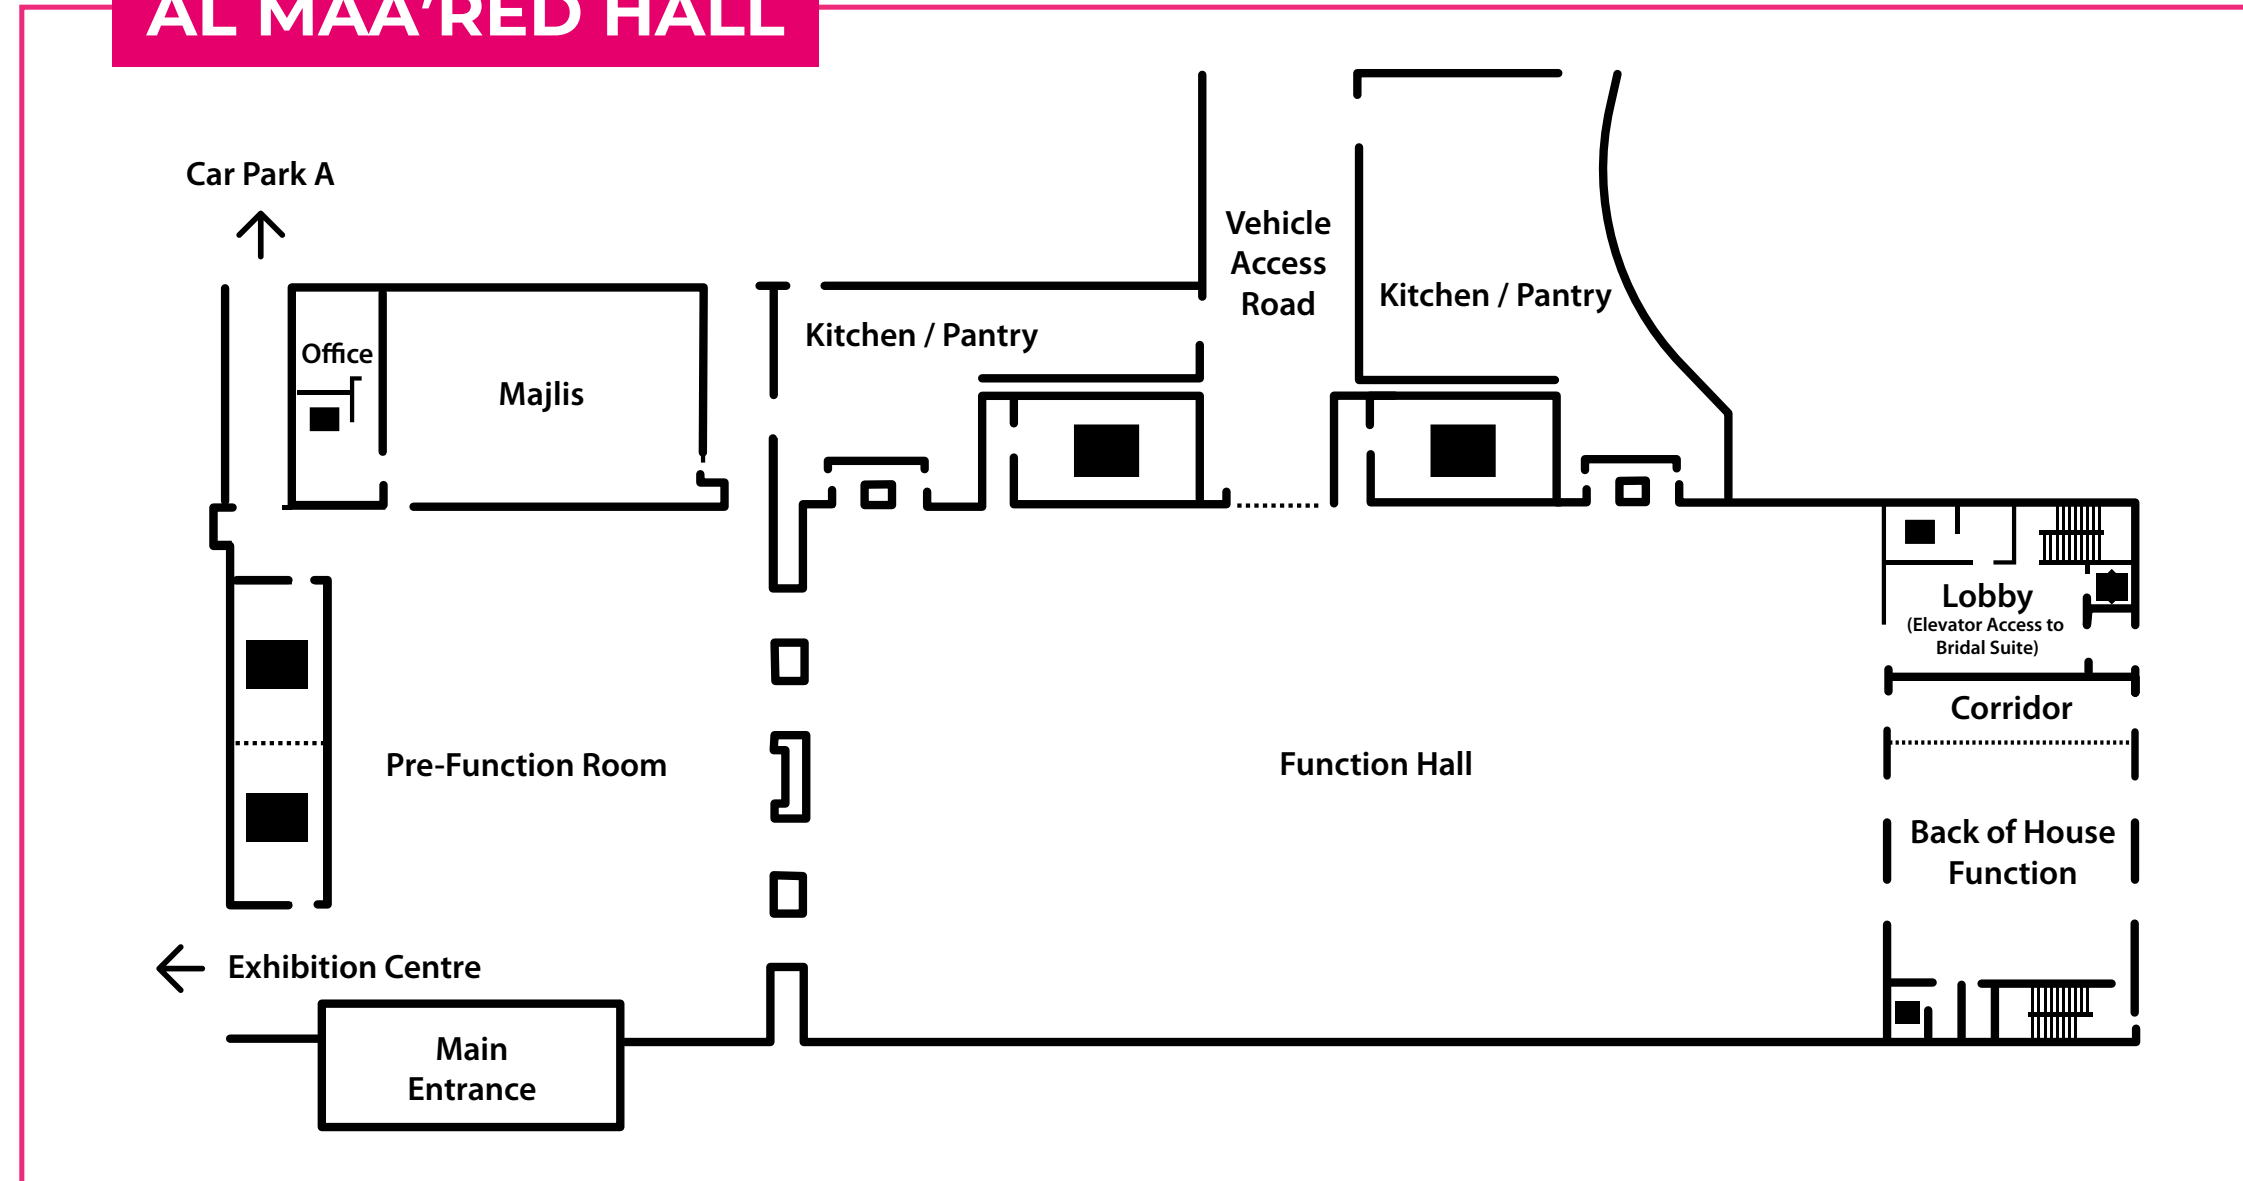 AL MAA’RED HALL
Car Park A
Vehicle
Access
Road
Kitchen / Pantry
Kitchen / Pantry
Office
Majlis
Lobby
(Elevator Access to
Bridal Suite)
Corridor
Pre-Function Room
Function Hall
Back of House
Function
Exhibition Centre
Main
Entrance